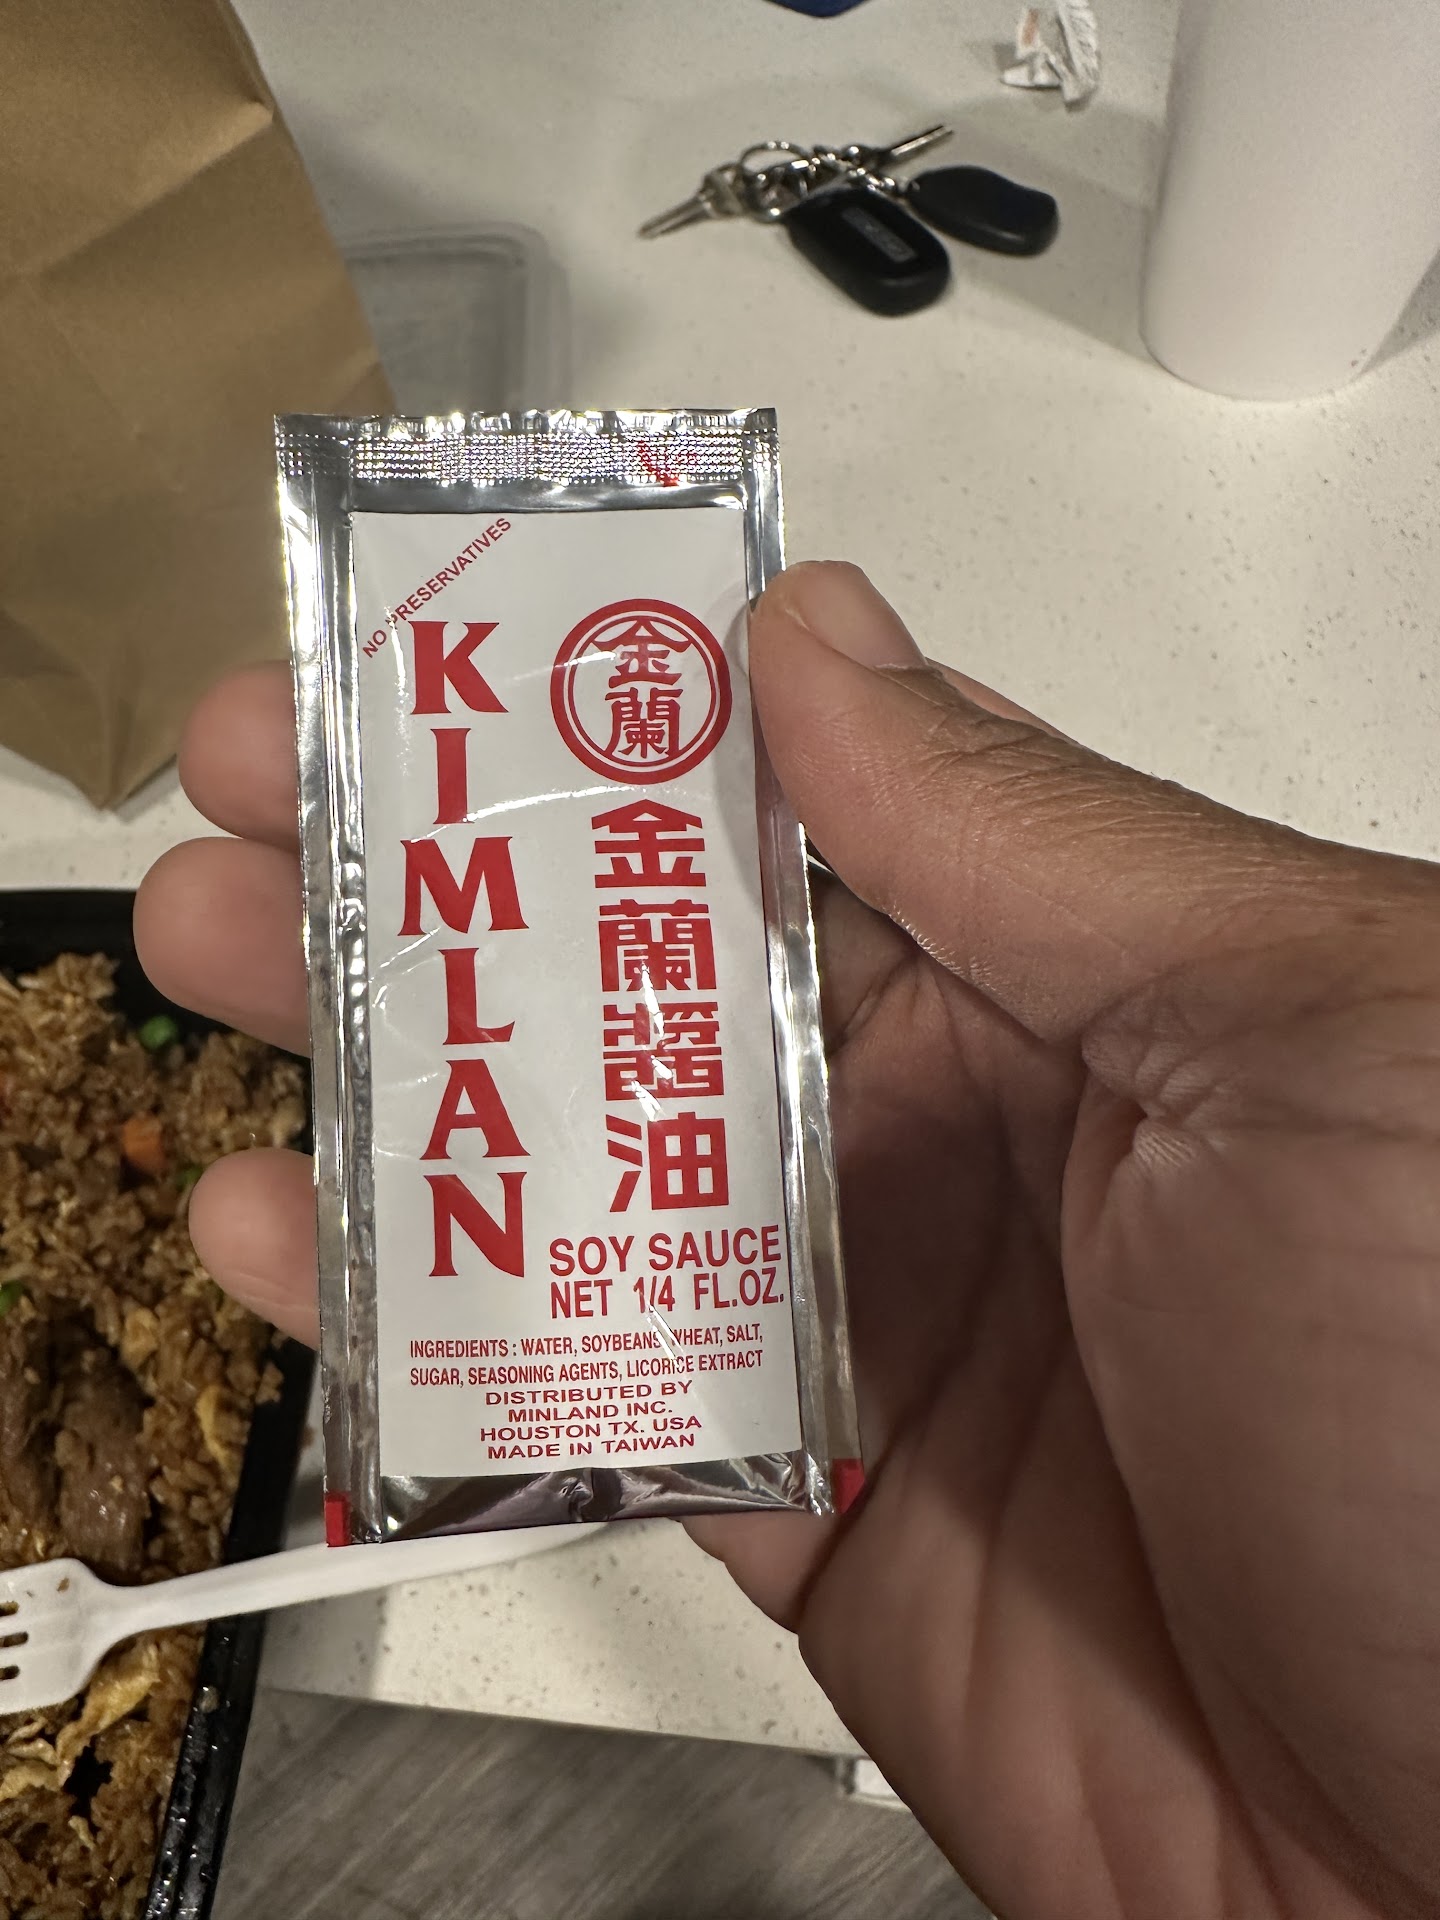 NO PRESERVATIVES
KIMLAN
金蘭
金蘭醬油
SOY SAUCE
NET 1/4 FL.OZ.
INGREDIENTS : WATER, SOYBEANS, WHEAT, SALT,
SUGAR, SEASONING AGENTS, LICORICE EXTRACT
DISTRIBUTED BY
MINLAND INC.
HOUSTON TX. USA
MADE IN TAIWAN